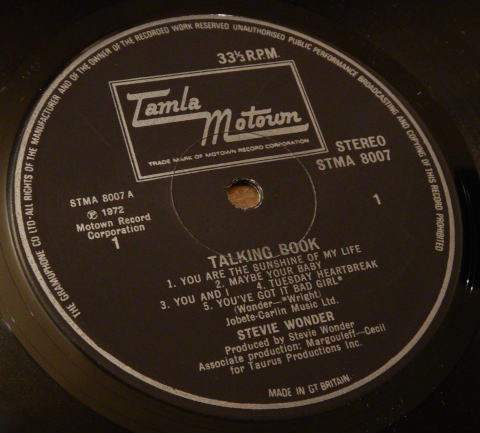 THE GRAMOPHONE CO LTD-ALL RIGHTS OF THE MANUFACTURER AND OF THE OWNER OF THE RECORDED WORK RESERVED UNAUTHORISED PUBLIC PERFORMANCE BROADCASTING AND COPYING OF THIS RECORD PROHIBITED
33⅓ R.P.M.
Tamla
Motown
TRADE MARK OF MOTOWN RECORD CORPORATION
STEREO
STMA 8007
STMA 8007 A
℗ 1972
Motown Record
Corporation
1
1
TALKING BOOK
1. YOU ARE THE SUNSHINE OF MY LIFE
2. MAYBE YOUR BABY
3. YOU AND I 4. TUESDAY HEARTBREAK
5. YOU'VE GOT IT BAD GIRL*
(Wonder—*Wright)
Jobete-Carlin Music Ltd.
STEVIE WONDER
Produced by Stevie Wonder
Associate production: Margouleff—Cecil
for Taurus Productions Inc.
MADE IN GT BRITAIN